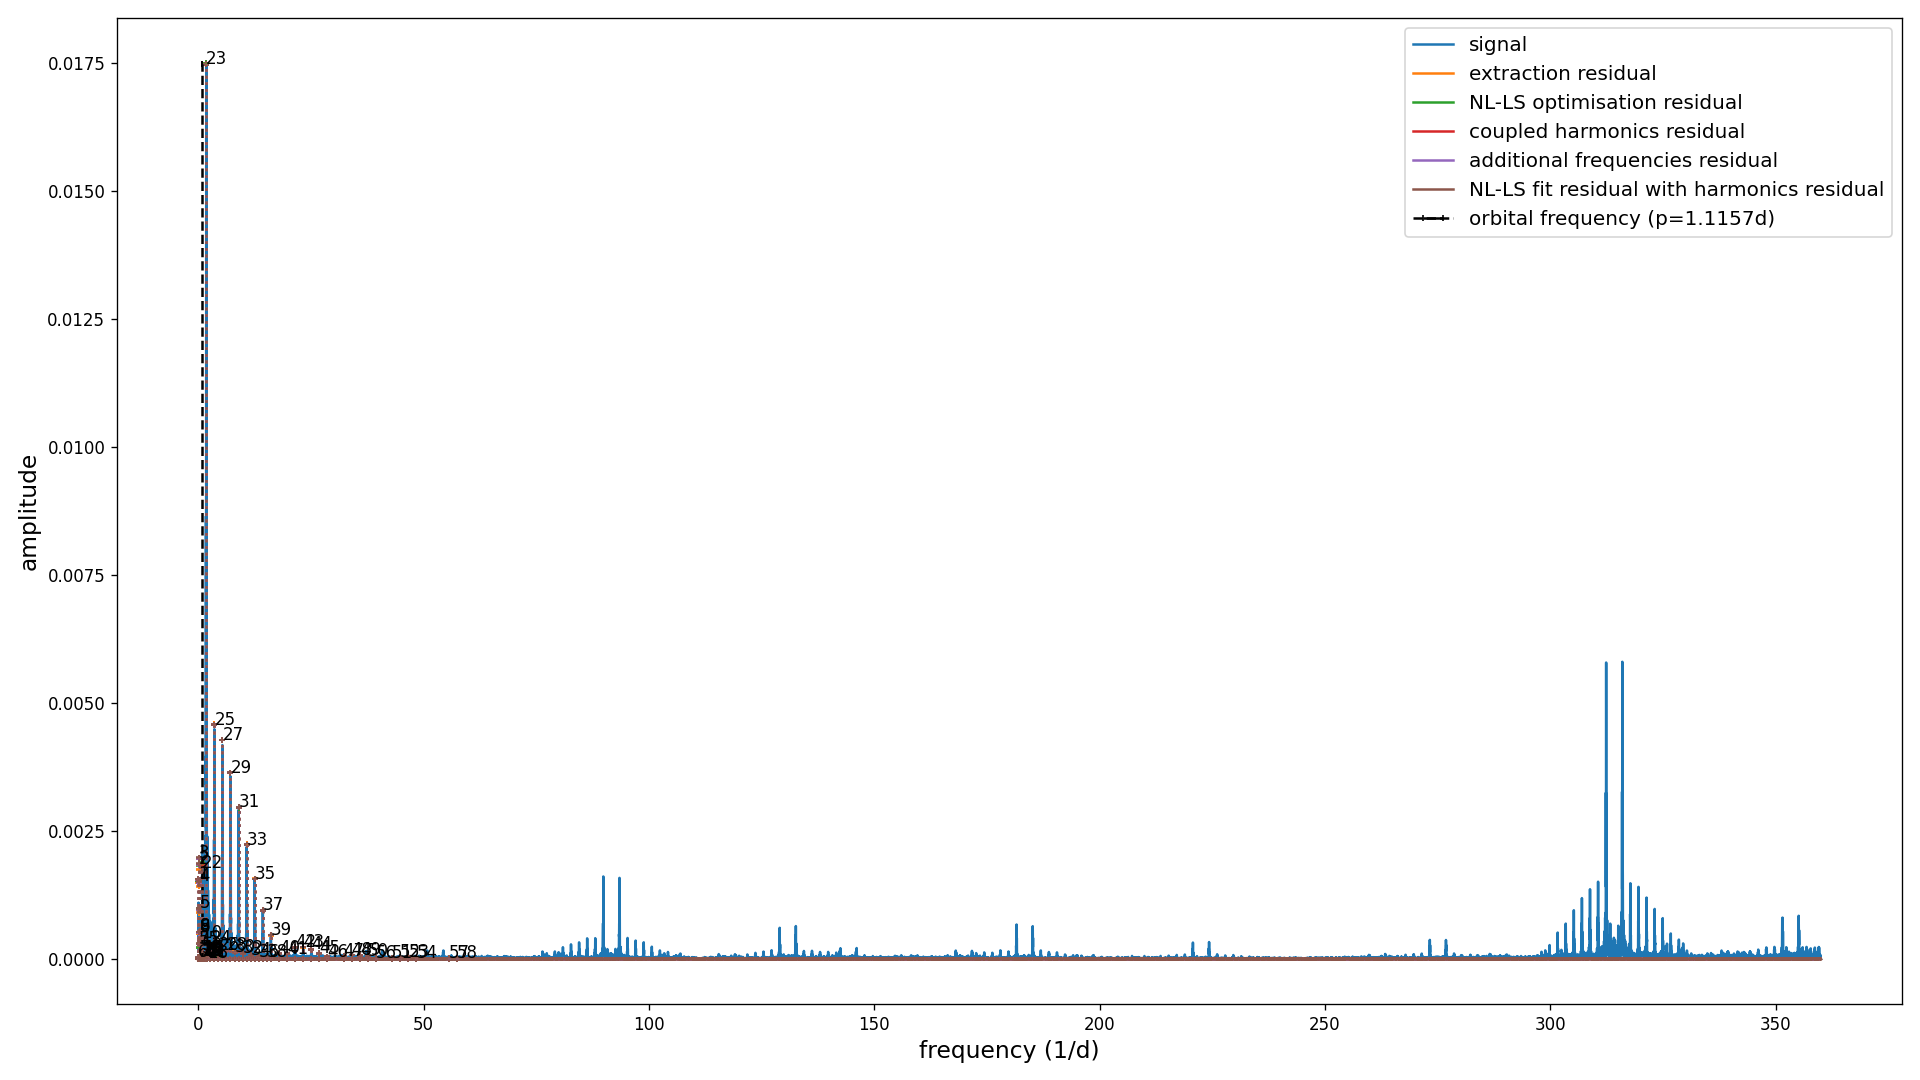 signal
extraction residual
NL-LS optimisation residual
coupled harmonics residual
additional frequencies residual
NL-LS fit residual with harmonics residual
orbital frequency (p=1.1157d)
amplitude
0.0175
0.0150
0.0125
0.0100
0.0075
0.0050
0.0025
0.0000
23
25
27
29
31
33
35
37
39
22
0
50
100
150
200
250
300
350
frequency (1/d)